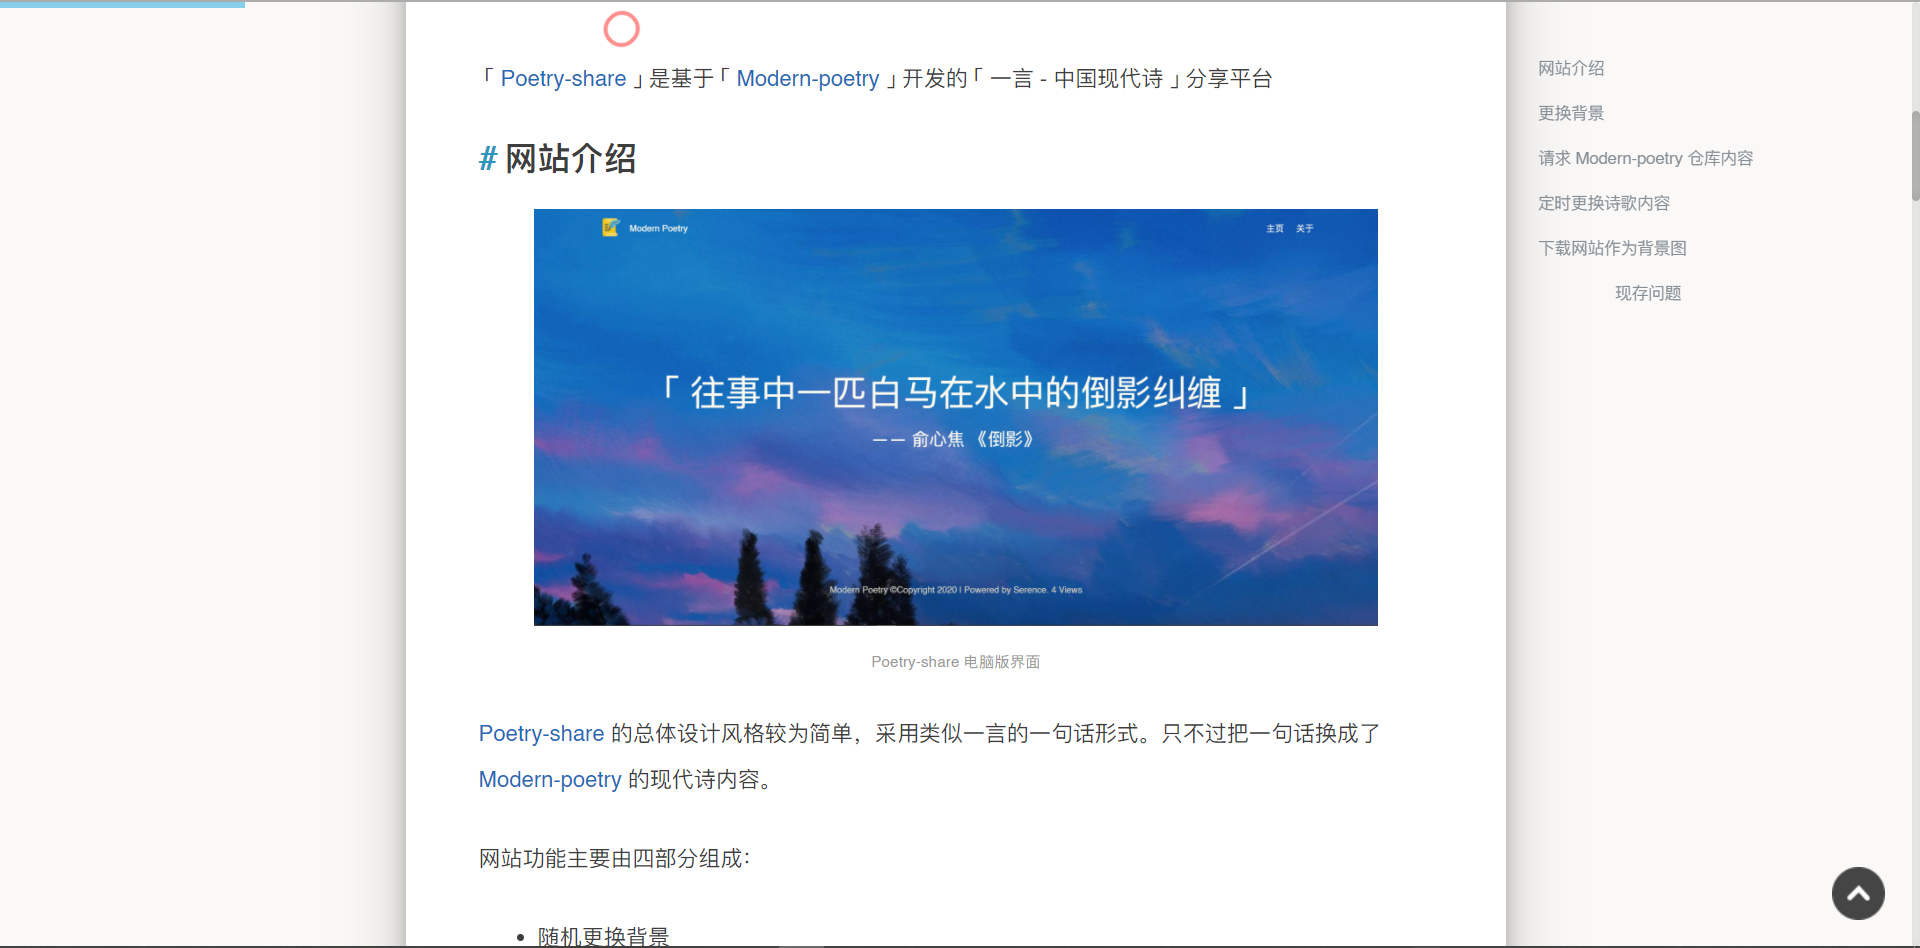 「 Poetry-share 」是基于「 Modern-poetry 」开发的「 一言 - 中国现代诗 」分享平台
# 网站介绍
Modern Poetry
主页 关于
「 往事中一匹白马在水中的倒影纠缠 」
—— 俞心焦 《倒影》
Modern Poetry ©Copyright 2020 | Powered by Serence. 4 Views
Poetry-share 电脑版界面
Poetry-share 的总体设计风格较为简单，采用类似一言的一句话形式。只不过把一句话换成了
Modern-poetry 的现代诗内容。
网站功能主要由四部分组成：
• 随机更换背景
网站介绍
更换背景
请求 Modern-poetry 仓库内容
定时更换诗歌内容
下载网站作为背景图
现存问题